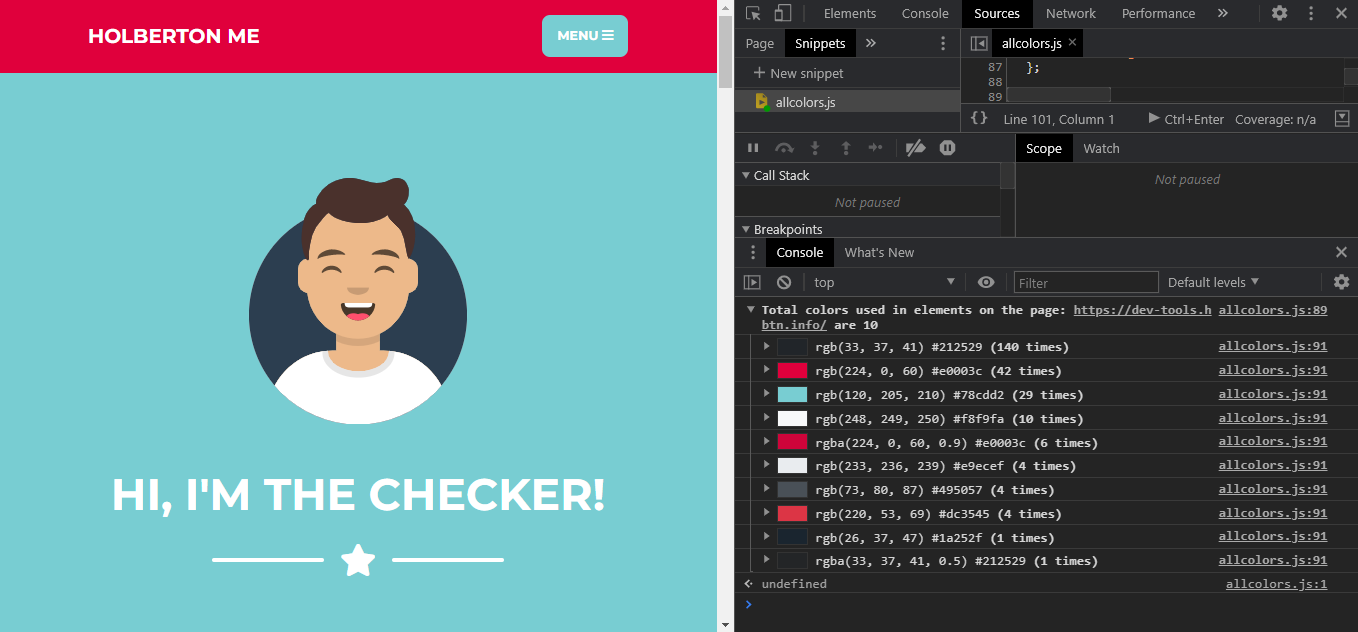 HOLBERTON ME
MENU
HI, I'M THE CHECKER!
Elements Console Sources Network Performance »
Page Snippets »
allcolors.js ×
+ New snippet
allcolors.js
87 };
88
89
{} Line 101, Column 1 Ctrl+Enter Coverage: n/a
Scope Watch
Call Stack
Not paused
Not paused
Breakpoints
Console What's New
top Filter Default levels
Total colors used in elements on the page: https://dev-tools.h allcolors.js:89
btn.info/ are 10
rgb(33, 37, 41) #212529 (140 times) allcolors.js:91
rgb(224, 0, 60) #e0003c (42 times) allcolors.js:91
rgb(120, 205, 210) #78cdd2 (29 times) allcolors.js:91
rgb(248, 249, 250) #f8f9fa (10 times) allcolors.js:91
rgba(224, 0, 60, 0.9) #e0003c (6 times) allcolors.js:91
rgb(233, 236, 239) #e9ecef (4 times) allcolors.js:91
rgb(73, 80, 87) #495057 (4 times) allcolors.js:91
rgb(220, 53, 69) #dc3545 (4 times) allcolors.js:91
rgb(26, 37, 47) #1a252f (1 times) allcolors.js:91
rgba(33, 37, 41, 0.5) #212529 (1 times) allcolors.js:91
undefined allcolors.js:1